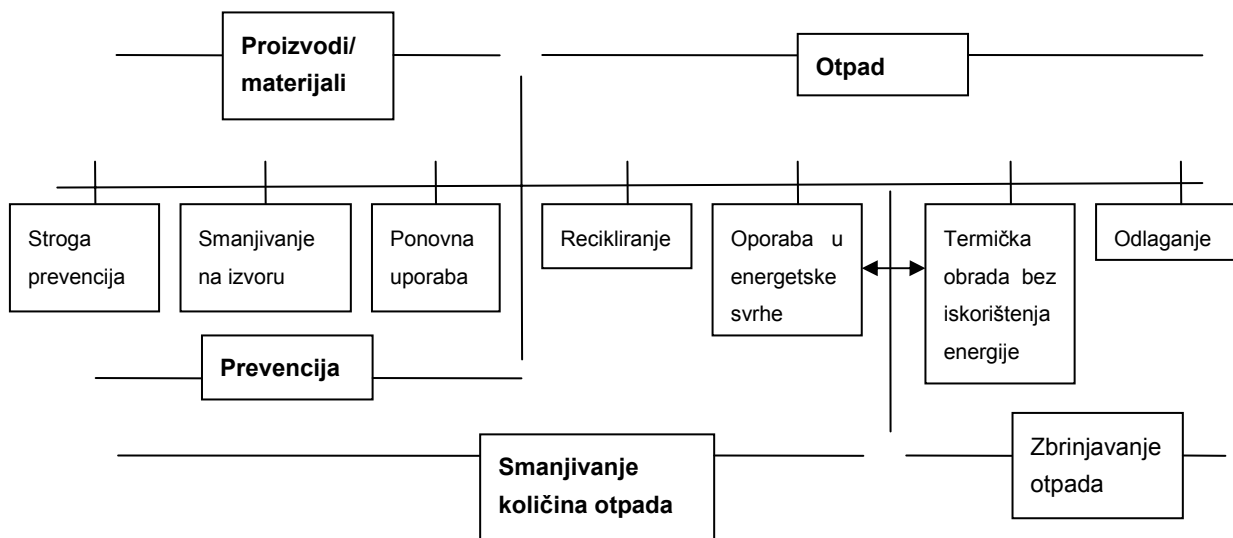 Proizvodi/
materijali
Otpad
Stroga
prevencija
Smanjivanje
na izvoru
Ponovna
uporaba
Recikliranje
Oporaba u
energetske
svrhe
Termička
obrada bez
iskorištenja
energije
Odlaganje
Prevencija
Smanjivanje
količina otpada
Zbrinjavanje
otpada